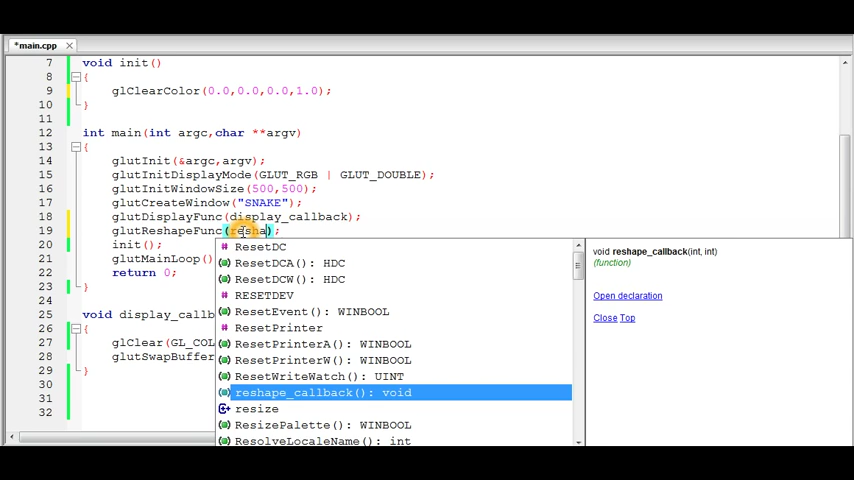 *main.cpp
7 void init()
8 {
9 glClearColor(0.0,0.0,0.0,1.0);
10 }
11
12 int main(int argc,char **argv)
13 {
14 glutInit(&argc,argv);
15 glutInitDisplayMode(GLUT_RGB | GLUT_DOUBLE);
16 glutInitWindowSize(500,500);
17 glutCreateWindow("SNAKE");
18 glutDisplayFunc(display_callback);
19 glutReshapeFunc(resha);
20 init();
21 glutMainLoop()
22 return 0;
23 }
24
25 void display_callb
26 {
27 glClear(GL_COL
28 glutSwapBuffer
29 }
30
31
32
ResetDC
ResetDCA(): HDC
ResetDCW(): HDC
RESETDEV
ResetEvent(): WINBOOL
ResetPrinter
ResetPrinterA(): WINBOOL
ResetPrinterW(): WINBOOL
ResetWriteWatch(): UINT
reshape_callback(): void
resize
ResizePalette(): WINBOOL
ResolveLocaleName(): int
void reshape_callback(int, int)
(function)
Open declaration
Close Top